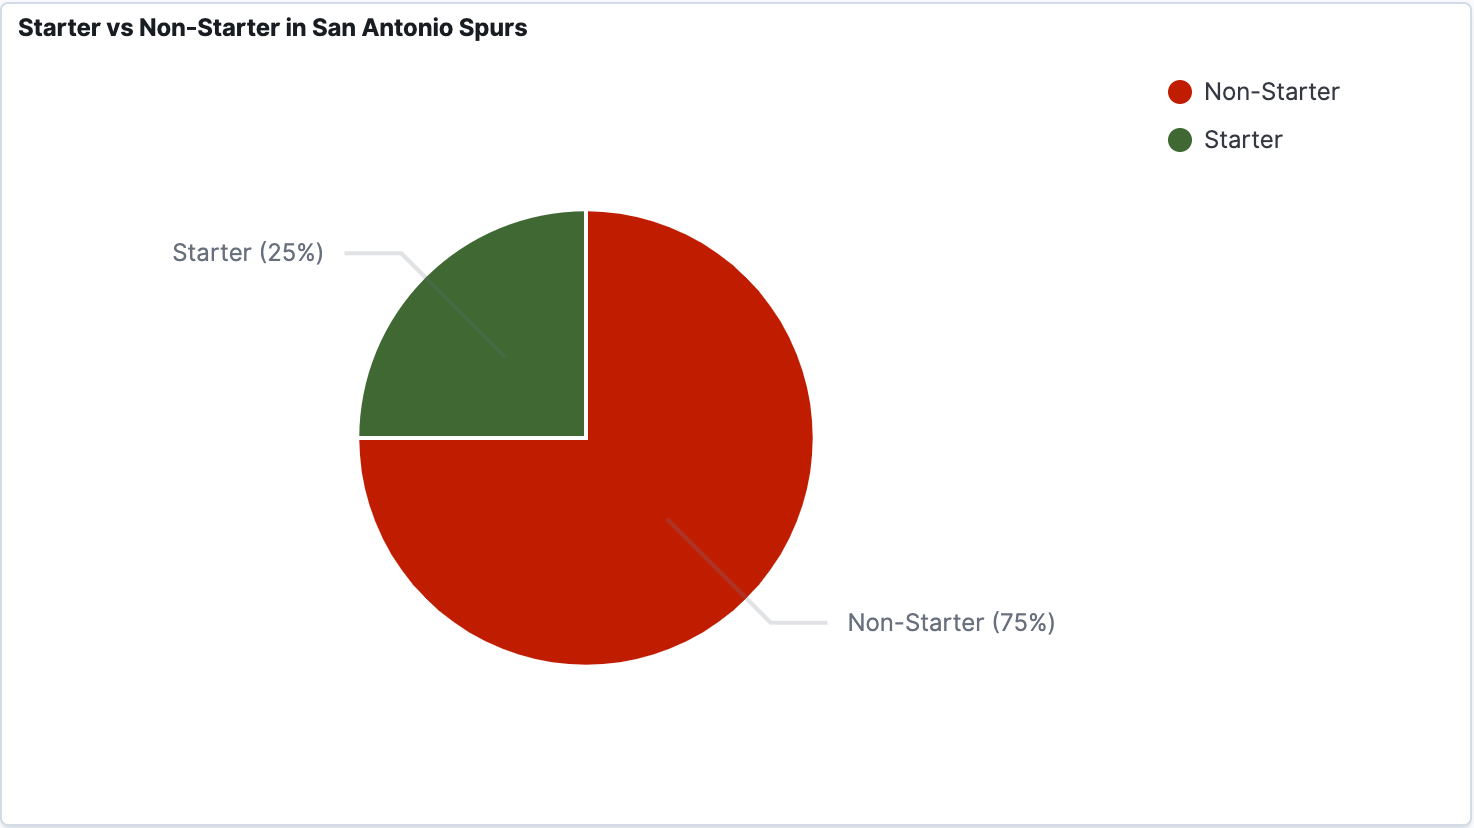 Starter vs Non-Starter in San Antonio Spurs
Non-Starter
Starter
Starter (25%)
Non-Starter (75%)